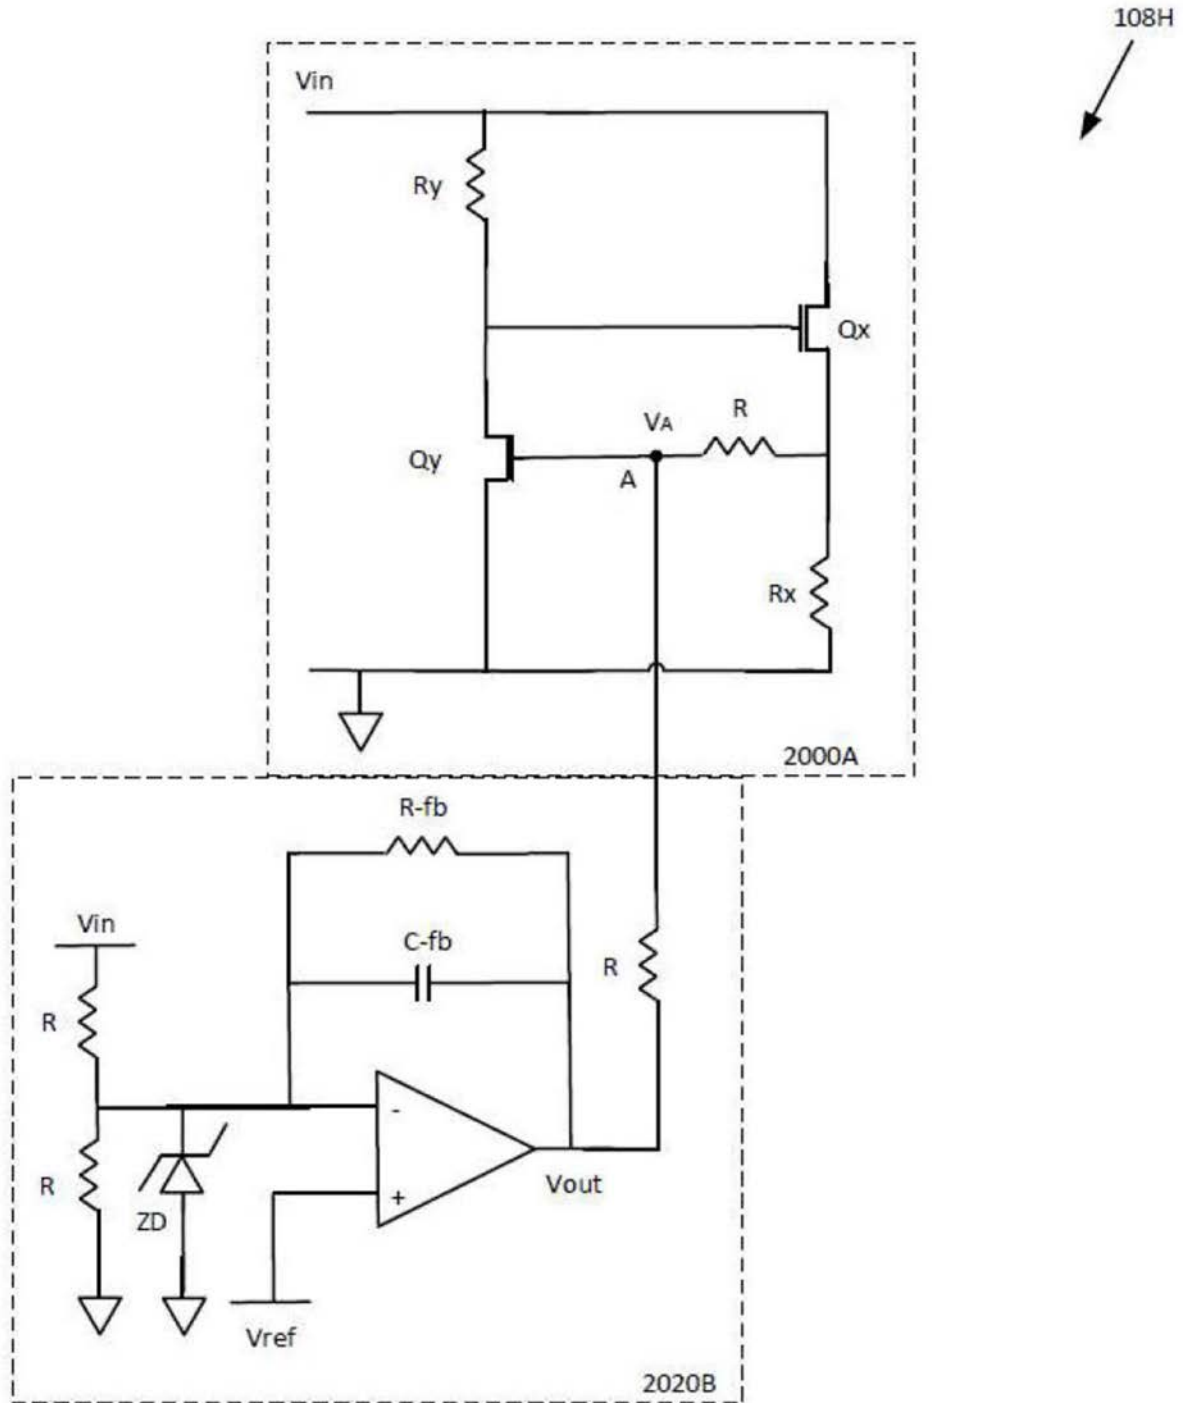 108H
Vin
Ry
Qx
R
VA
Qy
A
Rx
2000A
R-fb
Vin
C-fb
R
R
-
R
Vout
+
ZD
Vref
2020B